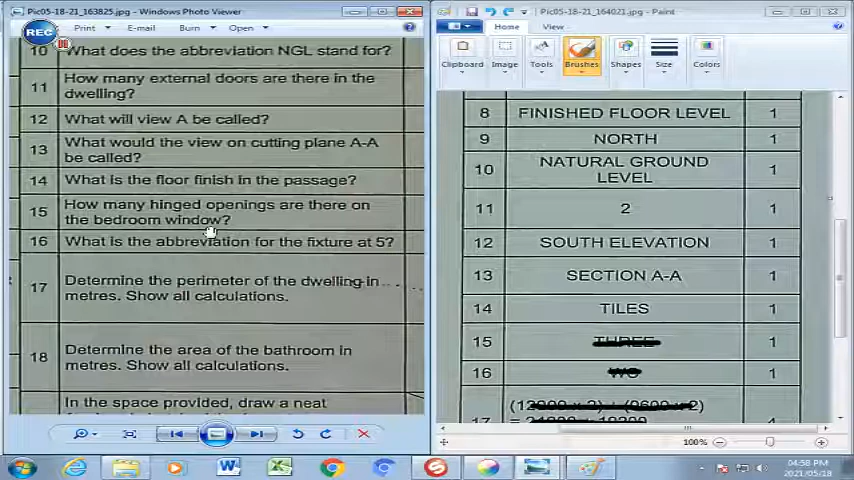 Pic05-18-21_163825.jpg - Windows Photo Viewer
Print
E-mail
Burn
Open
REC
10 What does the abbreviation NGL stand for?
11 How many external doors are there in the
dwelling?
12 What will view A be called?
13 What would the view on cutting plane A-A
be called?
14 What is the floor finish in the passage?
15 How many hinged openings are there on
the bedroom window?
16 What is the abbreviation for the fixture at 5?
17 Determine the perimeter of the dwelling in
metres. Show all calculations.
18 Determine the area of the bathroom in
metres. Show all calculations.
In the space provided, draw a neat
Pic05-18-21_164021.jpg - Paint
Home
View
Clipboard
Image
Tools
Brushes
Shapes
Size
Colors
8 FINISHED FLOOR LEVEL 1
9 NORTH 1
10 NATURAL GROUND
LEVEL 1
11 2 1
12 SOUTH ELEVATION 1
13 SECTION A-A 1
14 TILES 1
15 THREE 1
16 1
17
100%
04:58 PM
2021/05/18